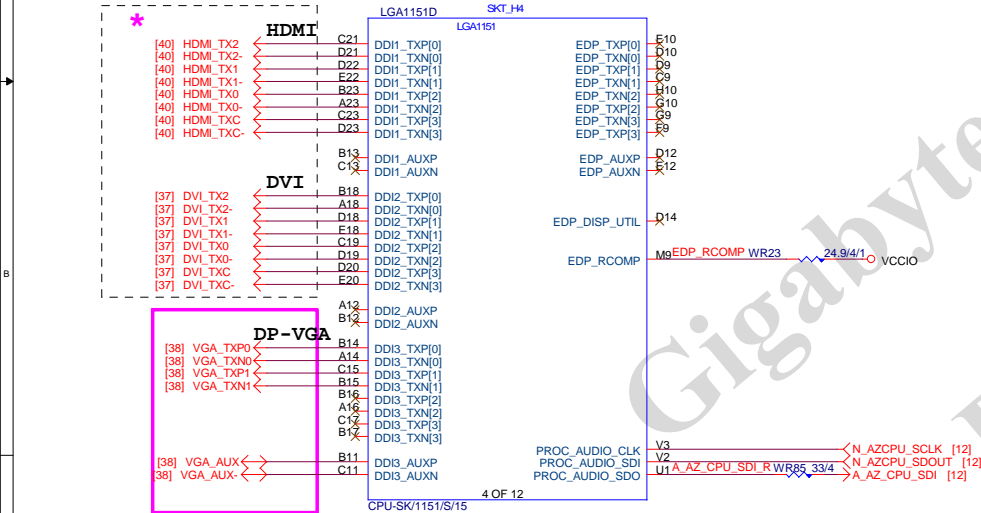 LGA1151D SKT_H4
*
LGA1151
HDMI
[40] HDMI_TX2 C21 DDI1_TXP[0] EDP_TXP[0] E10
[40] HDMI_TX2- D21 DDI1_TXN[0] EDP_TXN[0] D10
[40] HDMI_TX1 D22 DDI1_TXP[1] EDP_TXP[1] D9
[40] HDMI_TX1- E22 DDI1_TXN[1] EDP_TXN[1] C9
[40] HDMI_TX0 B23 DDI1_TXP[2] EDP_TXN[2] H10
[40] HDMI_TX0- A23 DDI1_TXN[2] EDP_TXP[2] G10
[40] HDMI_TXC C23 DDI1_TXP[3] EDP_TXN[3] G9
[40] HDMI_TXC- D23 DDI1_TXN[3] EDP_TXP[3] F9
B13 DDI1_AUXP EDP_AUXP D12
C13 DDI1_AUXN EDP_AUXN E12
DVI
[37] DVI_TX2 B18 DDI2_TXP[0]
[37] DVI_TX2- A18 DDI2_TXN[0]
[37] DVI_TX1 D18 DDI2_TXP[1] EDP_DISP_UTIL D14
[37] DVI_TX1- E18 DDI2_TXN[1]
[37] DVI_TX0 C19 DDI2_TXP[2]
[37] DVI_TX0- D19 DDI2_TXN[2] EDP_RCOMP M9 EDP_RCOMP WR23 24.9/4/1 VCCIO
[37] DVI_TXC D20 DDI2_TXP[3]
[37] DVI_TXC- E20 DDI2_TXN[3]
B
A12 DDI2_AUXP
B12 DDI2_AUXN
DP-VGA
[38] VGA_TXP0 B14 DDI3_TXP[0]
[38] VGA_TXN0 A14 DDI3_TXN[0]
[38] VGA_TXP1 C15 DDI3_TXP[1]
[38] VGA_TXN1 B15 DDI3_TXN[1]
B16 DDI3_TXP[2]
A16 DDI3_TXN[2]
C17 DDI3_TXP[3]
B17 DDI3_TXN[3]
PROC_AUDIO_CLK V3 N_AZCPU_SCLK [12]
[38] VGA_AUX B11 DDI3_AUXP PROC_AUDIO_SDI V2 N_AZCPU_SDOUT [12]
[38] VGA_AUX- C11 DDI3_AUXN PROC_AUDIO_SDO U1 A_AZ_CPU_SDI_R WR85 33/4 A_AZ_CPU_SDI [12]
4 OF 12
CPU-SK/1151/S/15
Gigabyte